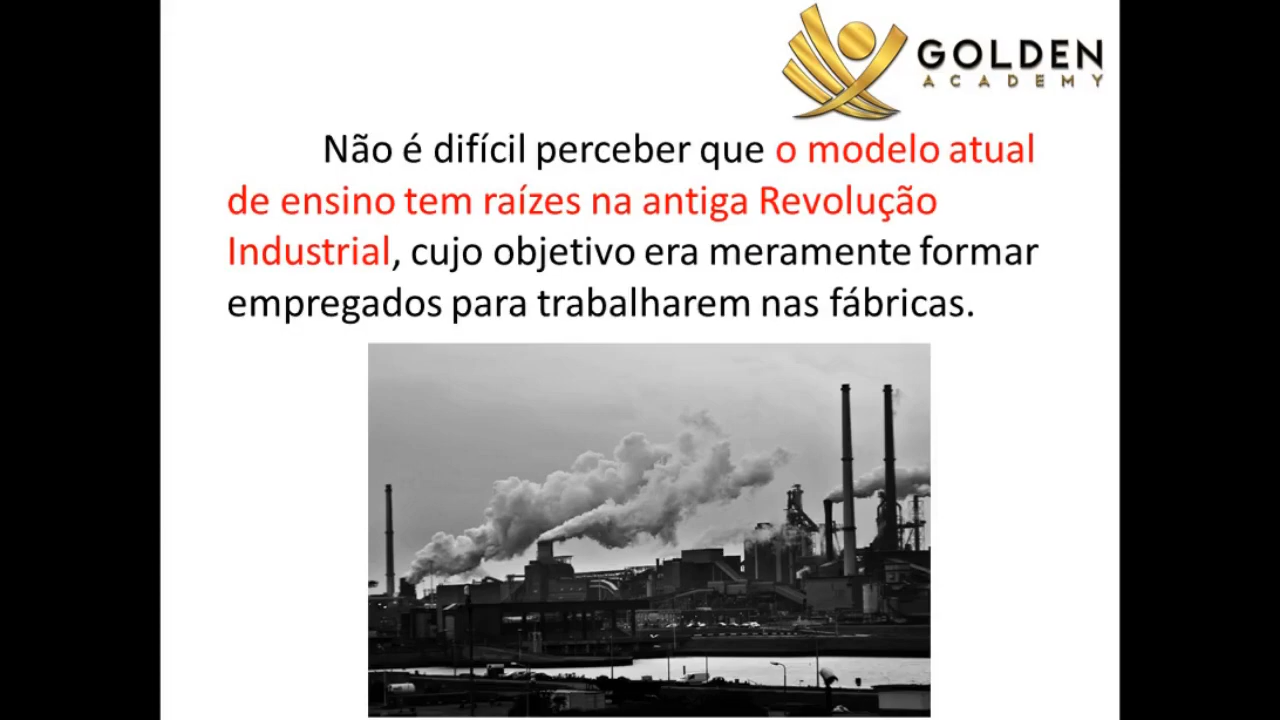 GOLDEN
ACADEMY
Não é difícil perceber que o modelo atual
de ensino tem raízes na antiga Revolução
Industrial, cujo objetivo era meramente formar
empregados para trabalharem nas fábricas.